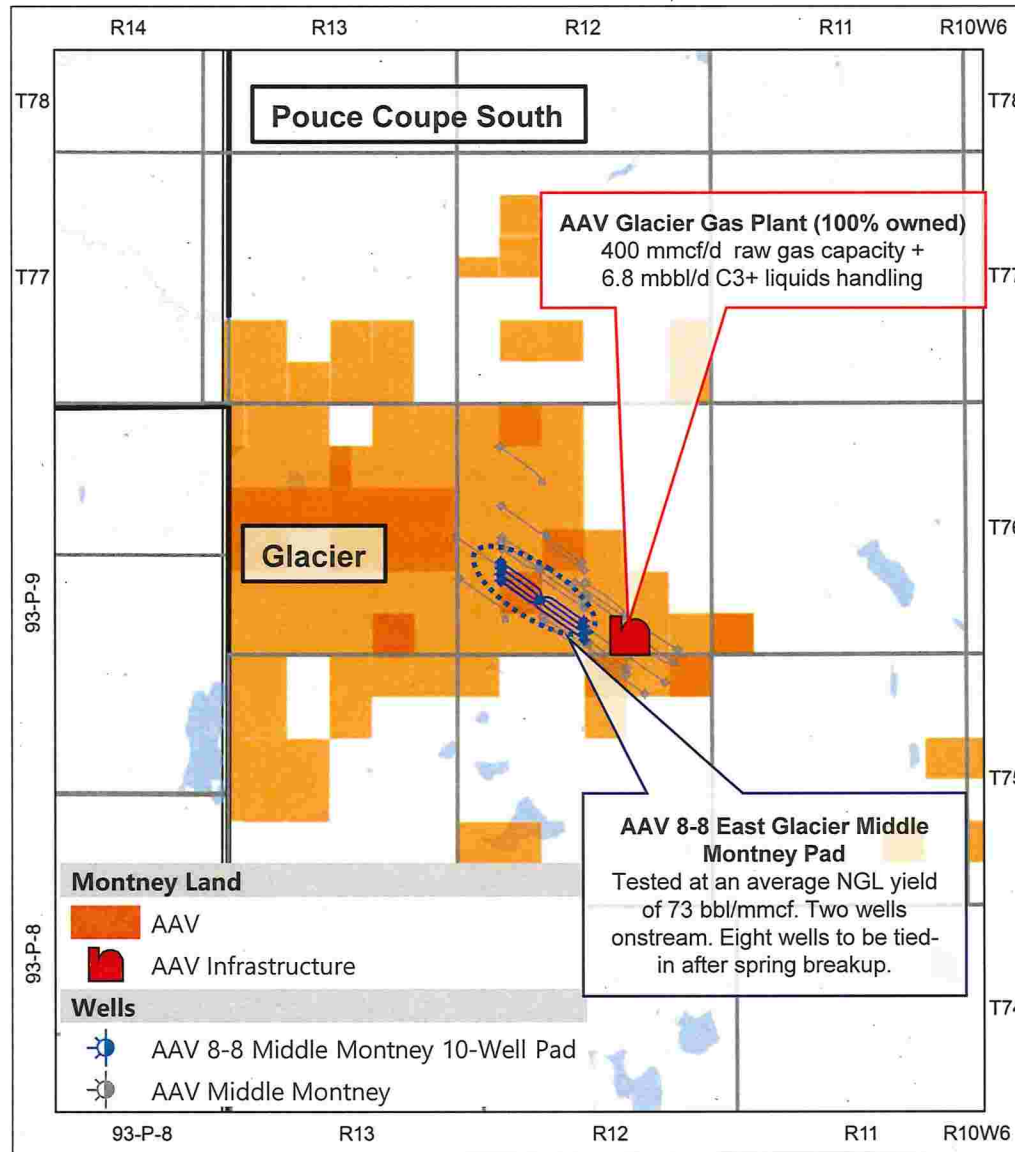 R14 R13 R12 R11 R10W6
T78 T78
Pouce Coupe South
AAV Glacier Gas Plant (100% owned)
400 mmcf/d raw gas capacity +
6.8 mbbl/d C3+ liquids handling
T77 T77
T76 T76
Glacier
93-P-9
T75
AAV 8-8 East Glacier Middle
Montney Pad
Tested at an average NGL yield
of 73 bbl/mmcf. Two wells
onstream. Eight wells to be tied-
in after spring breakup.
Montney Land
AAV
AAV Infrastructure
93-P-8
T74
Wells
AAV 8-8 Middle Montney 10-Well Pad
AAV Middle Montney
93-P-8 R13 R12 R11 R10W6